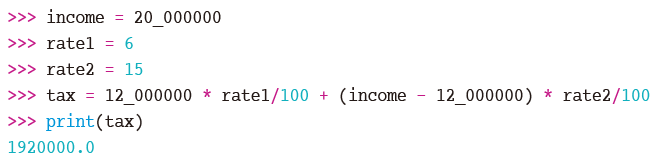 >>> income = 20_000000
>>> rate1 = 6
>>> rate2 = 15
>>> tax = 12_000000 * rate1/100 + (income - 12_000000) * rate2/100
>>> print(tax)
1920000.0